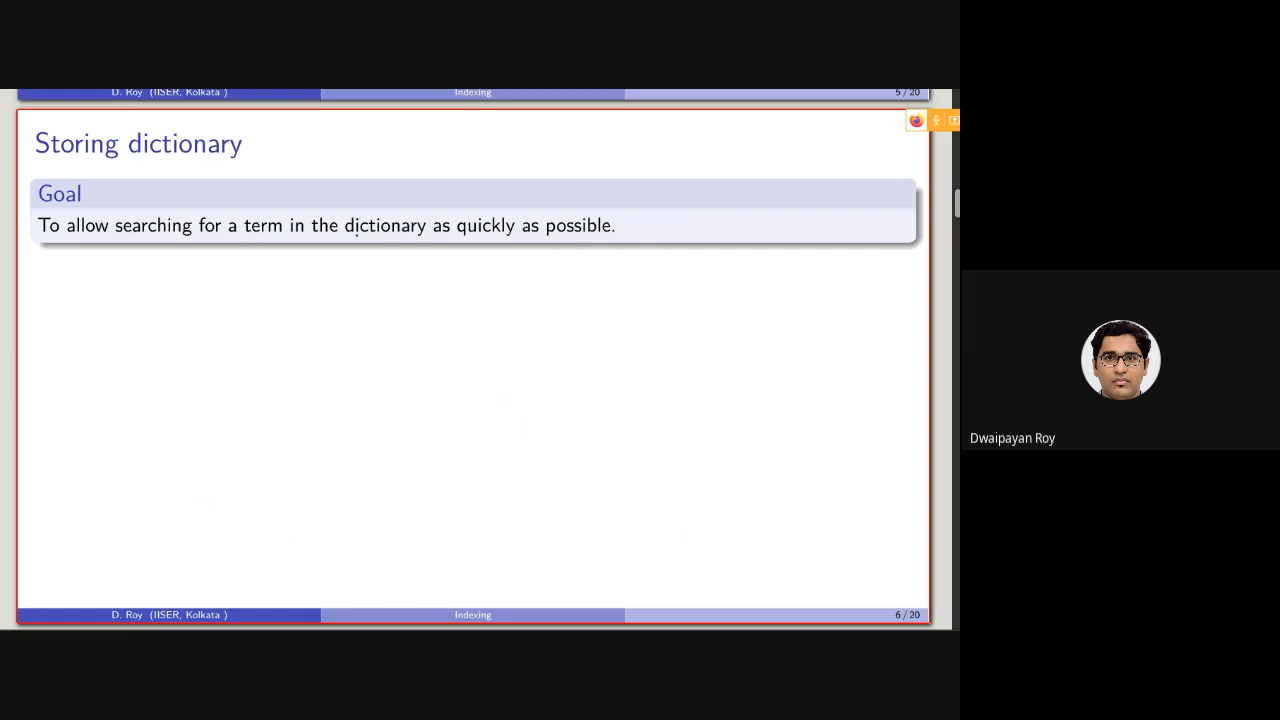 D. Roy (IISER, Kolkata )
Indexing
5 / 20
Storing dictionary
Goal
To allow searching for a term in the dictionary as quickly as possible.
Dwaipayan Roy
D. Roy (IISER, Kolkata )
Indexing
6 / 20